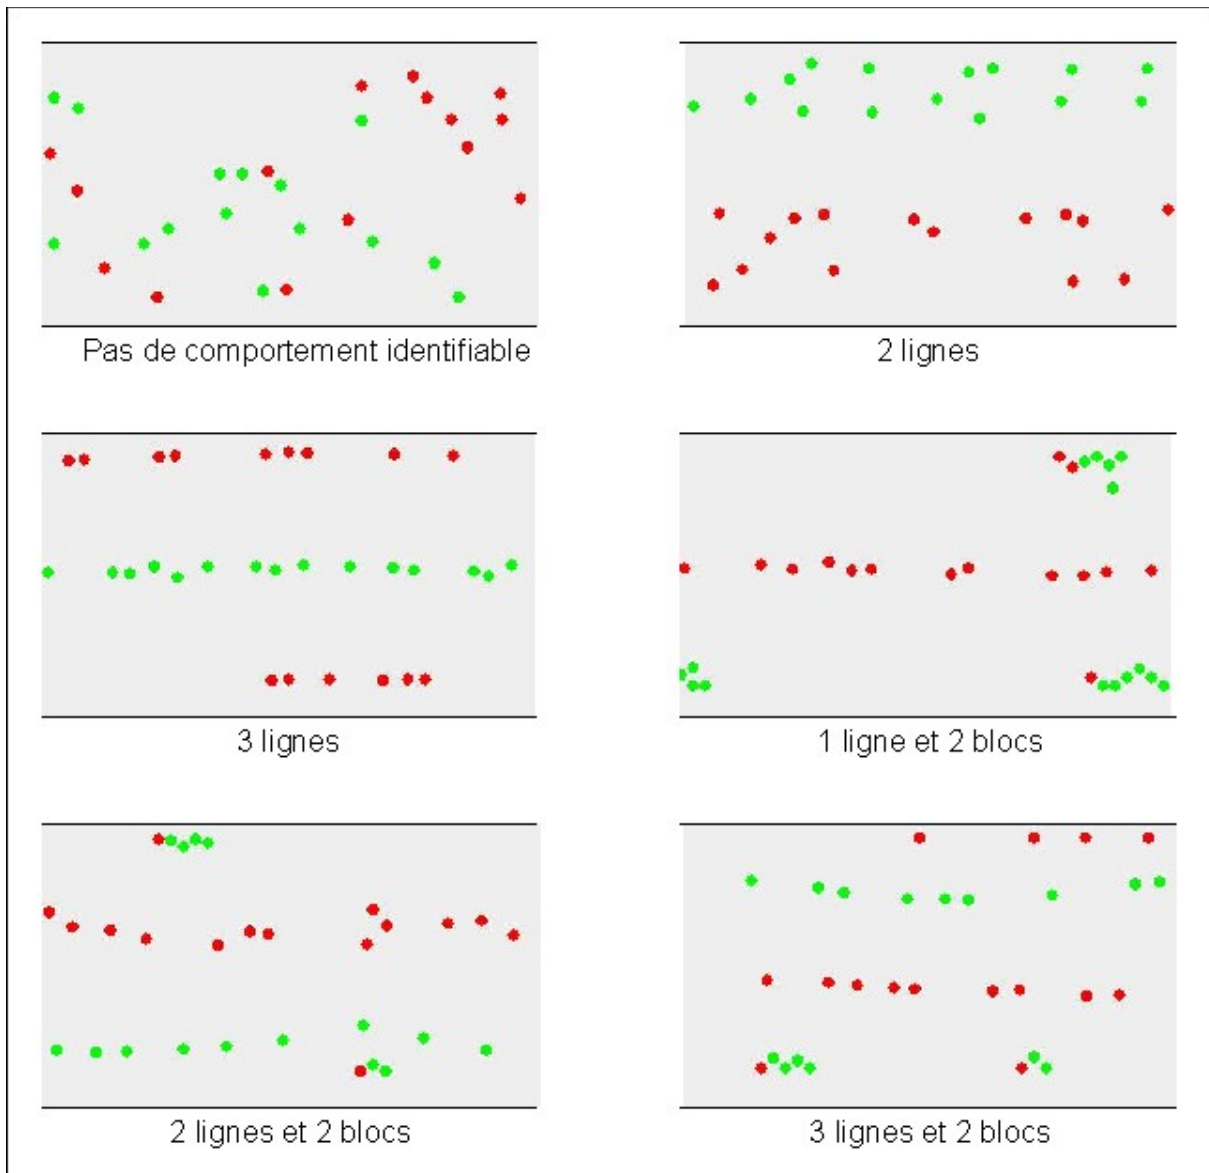 Pas de comportement identifiable
2 lignes
3 lignes
1 ligne et 2 blocs
2 lignes et 2 blocs
3 lignes et 2 blocs